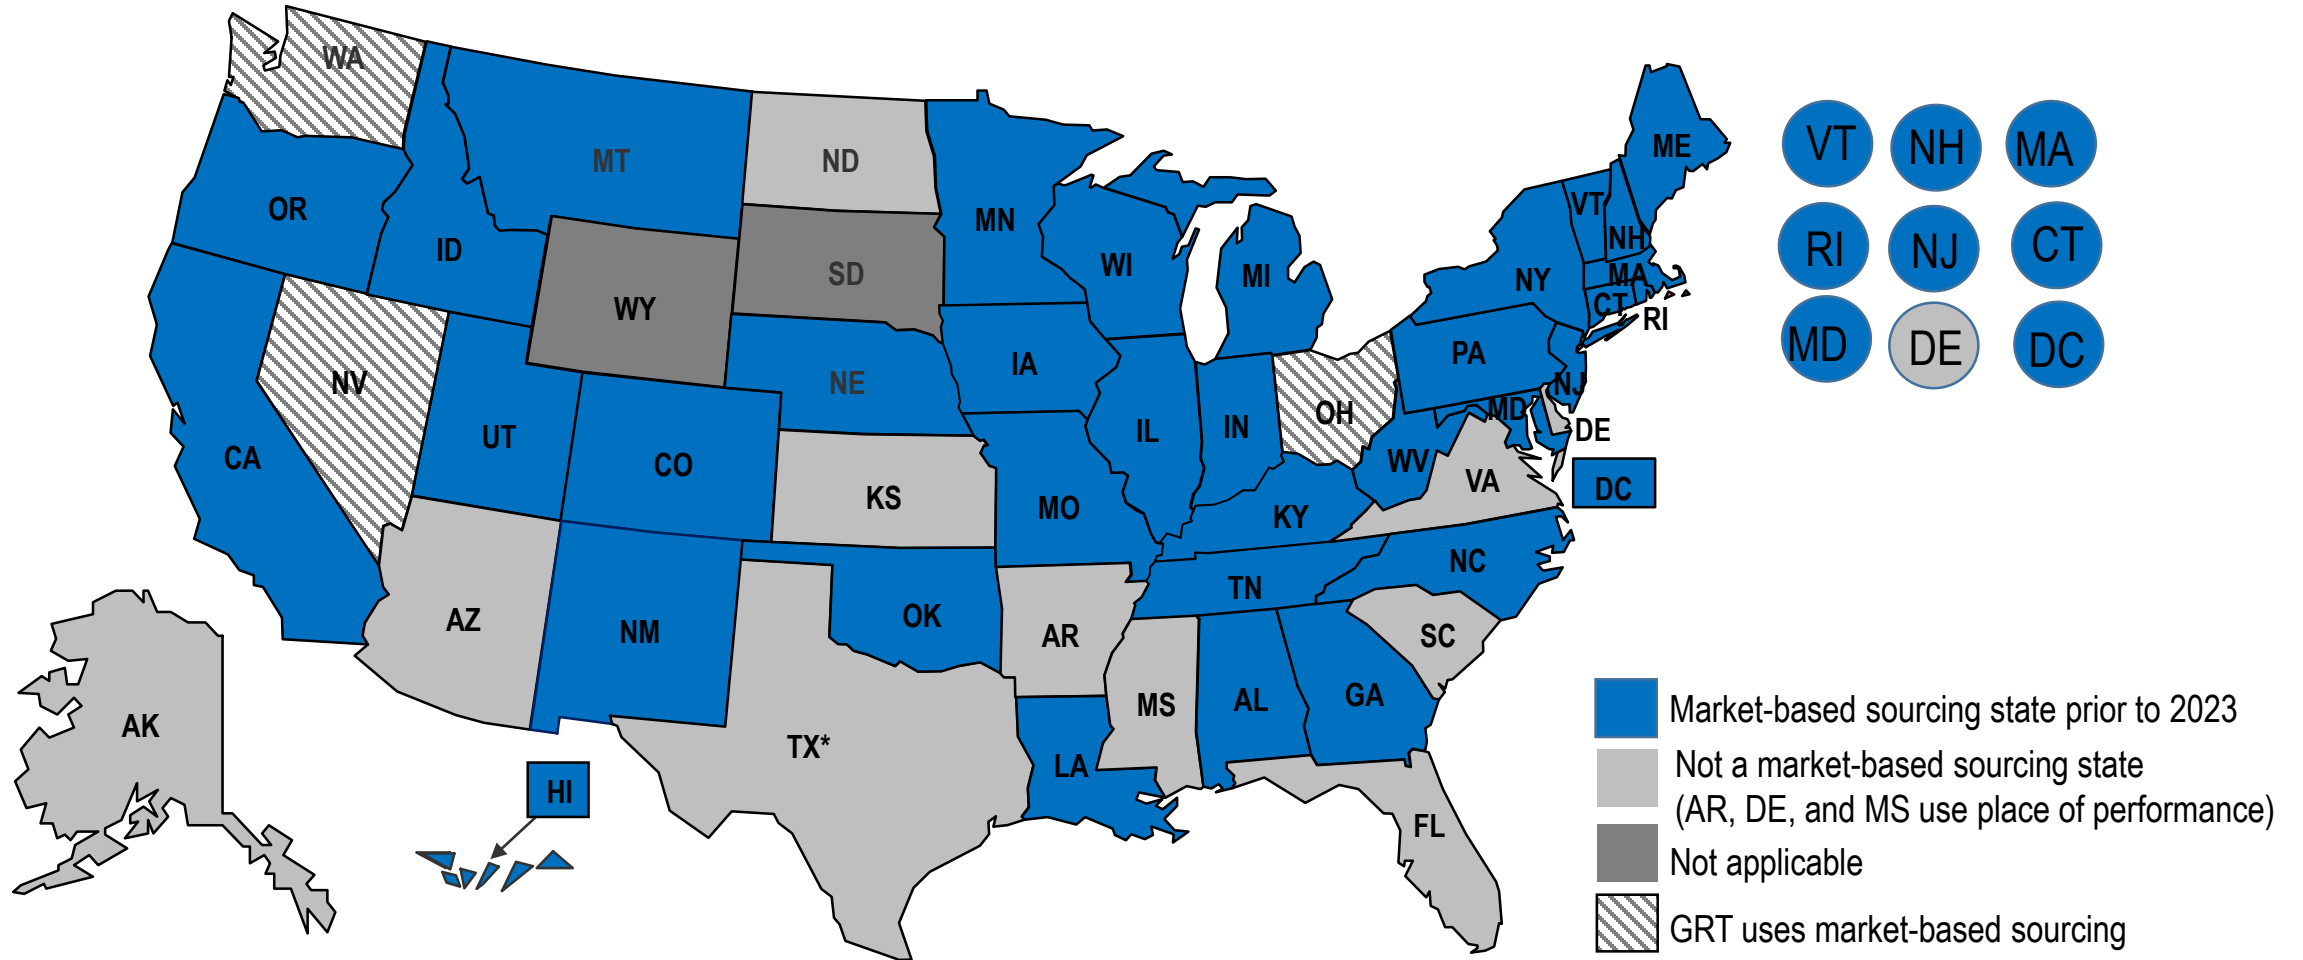 WA
MT
ND
MN
OR
ID
WY
SD
WI
MI
NY
VT
NH
ME
MA
CT
RI
VT
NH
MA
RI
NJ
CT
MD
DE
DC
NV
UT
CA
CO
NE
IA
IL
IN
OH
PA
NJ
MD
DE
WV
VA
DC
KS
MO
KY
NC
TN
AZ
NM
OK
AR
SC
MS
AL
GA
AK
TX*
LA
HI
FL
Market-based sourcing state prior to 2023
Not a market-based sourcing state
(AR, DE, and MS use place of performance)
Not applicable
GRT uses market-based sourcing